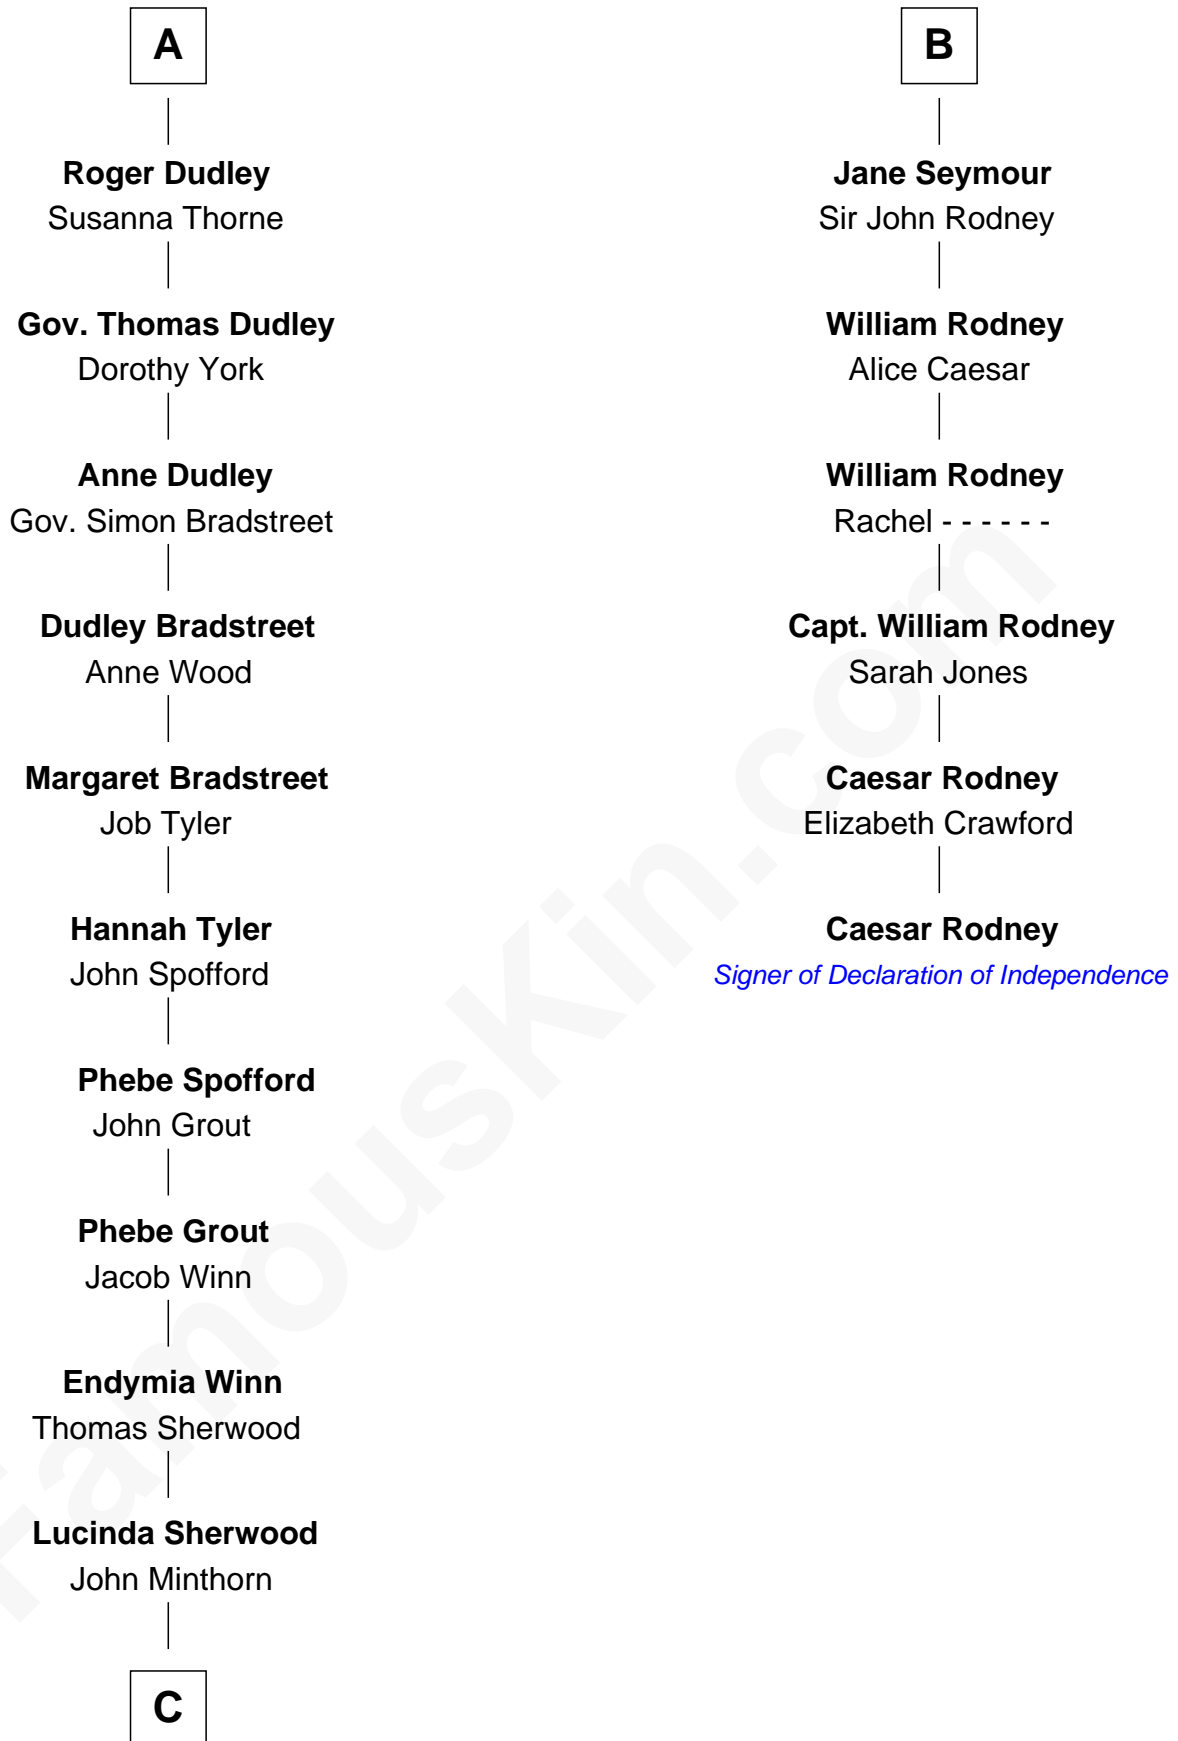 A
Roger Dudley
Susanna Thorne
Gov. Thomas Dudley
Dorothy York
Anne Dudley
Gov. Simon Bradstreet
Dudley Bradstreet
Anne Wood
Margaret Bradstreet
Job Tyler
Hannah Tyler
John Spofford
Phebe Spofford
John Grout
Phebe Grout
Jacob Winn
Endymia Winn
Thomas Sherwood
Lucinda Sherwood
John Minthorn
C
B
Jane Seymour
Sir John Rodney
William Rodney
Alice Caesar
William Rodney
Rachel - - - - - -
Capt. William Rodney
Sarah Jones
Caesar Rodney
Elizabeth Crawford
Caesar Rodney
Signer of Declaration of Independence
FamousKin.com